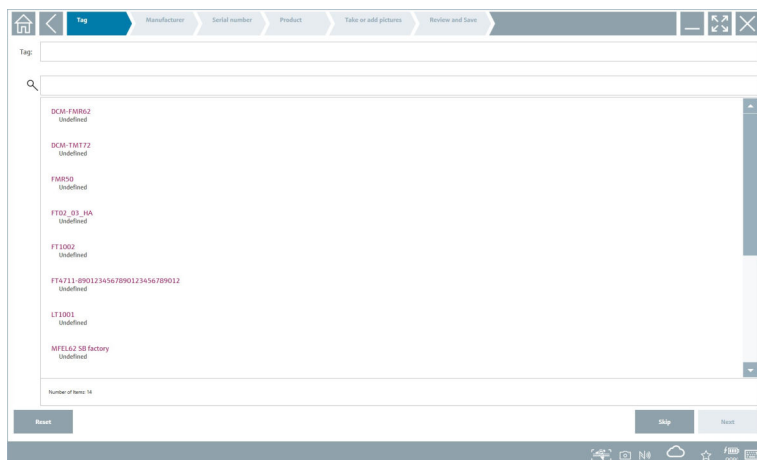 Tag
Manufacturer
Serial number
Product
Take or add pictures
Review and Save
Tag:
DCM-FMR62
Undefined
DCM-TMT72
Undefined
FMR50
Undefined
FT02_03_HA
Undefined
FT1002
Undefined
FT4711-8901234567890123456789012
Undefined
LT1001
Undefined
MFEL62 SB factory
Undefined
Number of Items: 14
Reset
Skip
Next